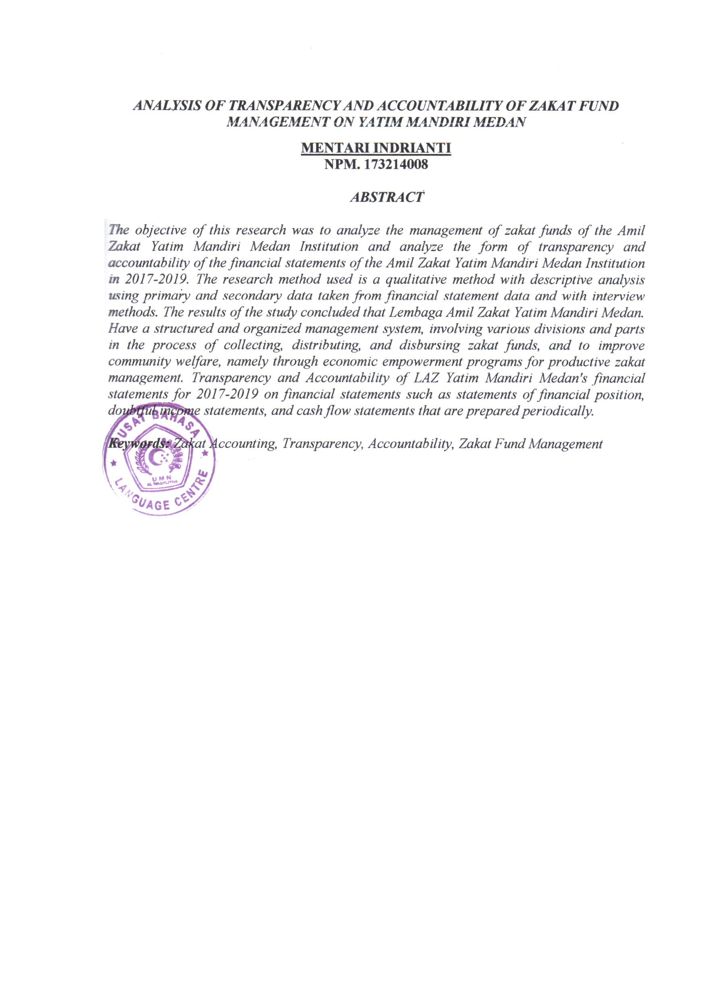 ANALYSIS OF TRANSPARENCY AND ACCOUNTABILITY OF ZAKAT FUND
MANAGEMENT ON YATIM MANDIRI MEDAN
MENTARI INDRIANTI
NPM. 173214008
ABSTRACT
The objective of this research was to analyze the management of zakat funds of the Amil
Zakat Yatim Mandiri Medan Institution and analyze the form of transparency and
accountability of the financial statements of the Amil Zakat Yatim Mandiri Medan Institution
in 2017-2019. The research method used is a qualitative method with descriptive analysis
using primary and secondary data taken from financial statement data and with interview
methods. The results of the study concluded that Lembaga Amil Zakat Yatim Mandiri Medan.
Have a structured and organized management system, involving various divisions and parts
in the process of collecting, distributing, and disbursing zakat funds, and to improve
community welfare, namely through economic empowerment programs for productive zakat
management. Transparency and Accountability of LAZ Yatim Mandiri Medan's financial
statements for 2017-2019 on financial statements such as statements of financial position,
doubtful income statements, and cash flow statements that are prepared periodically.
Keywords: Zakat Accounting, Transparency, Accountability, Zakat Fund Management
PUSAT BAHASA
UMN
AL WASHLIYAH
LANGUAGE CENTRE